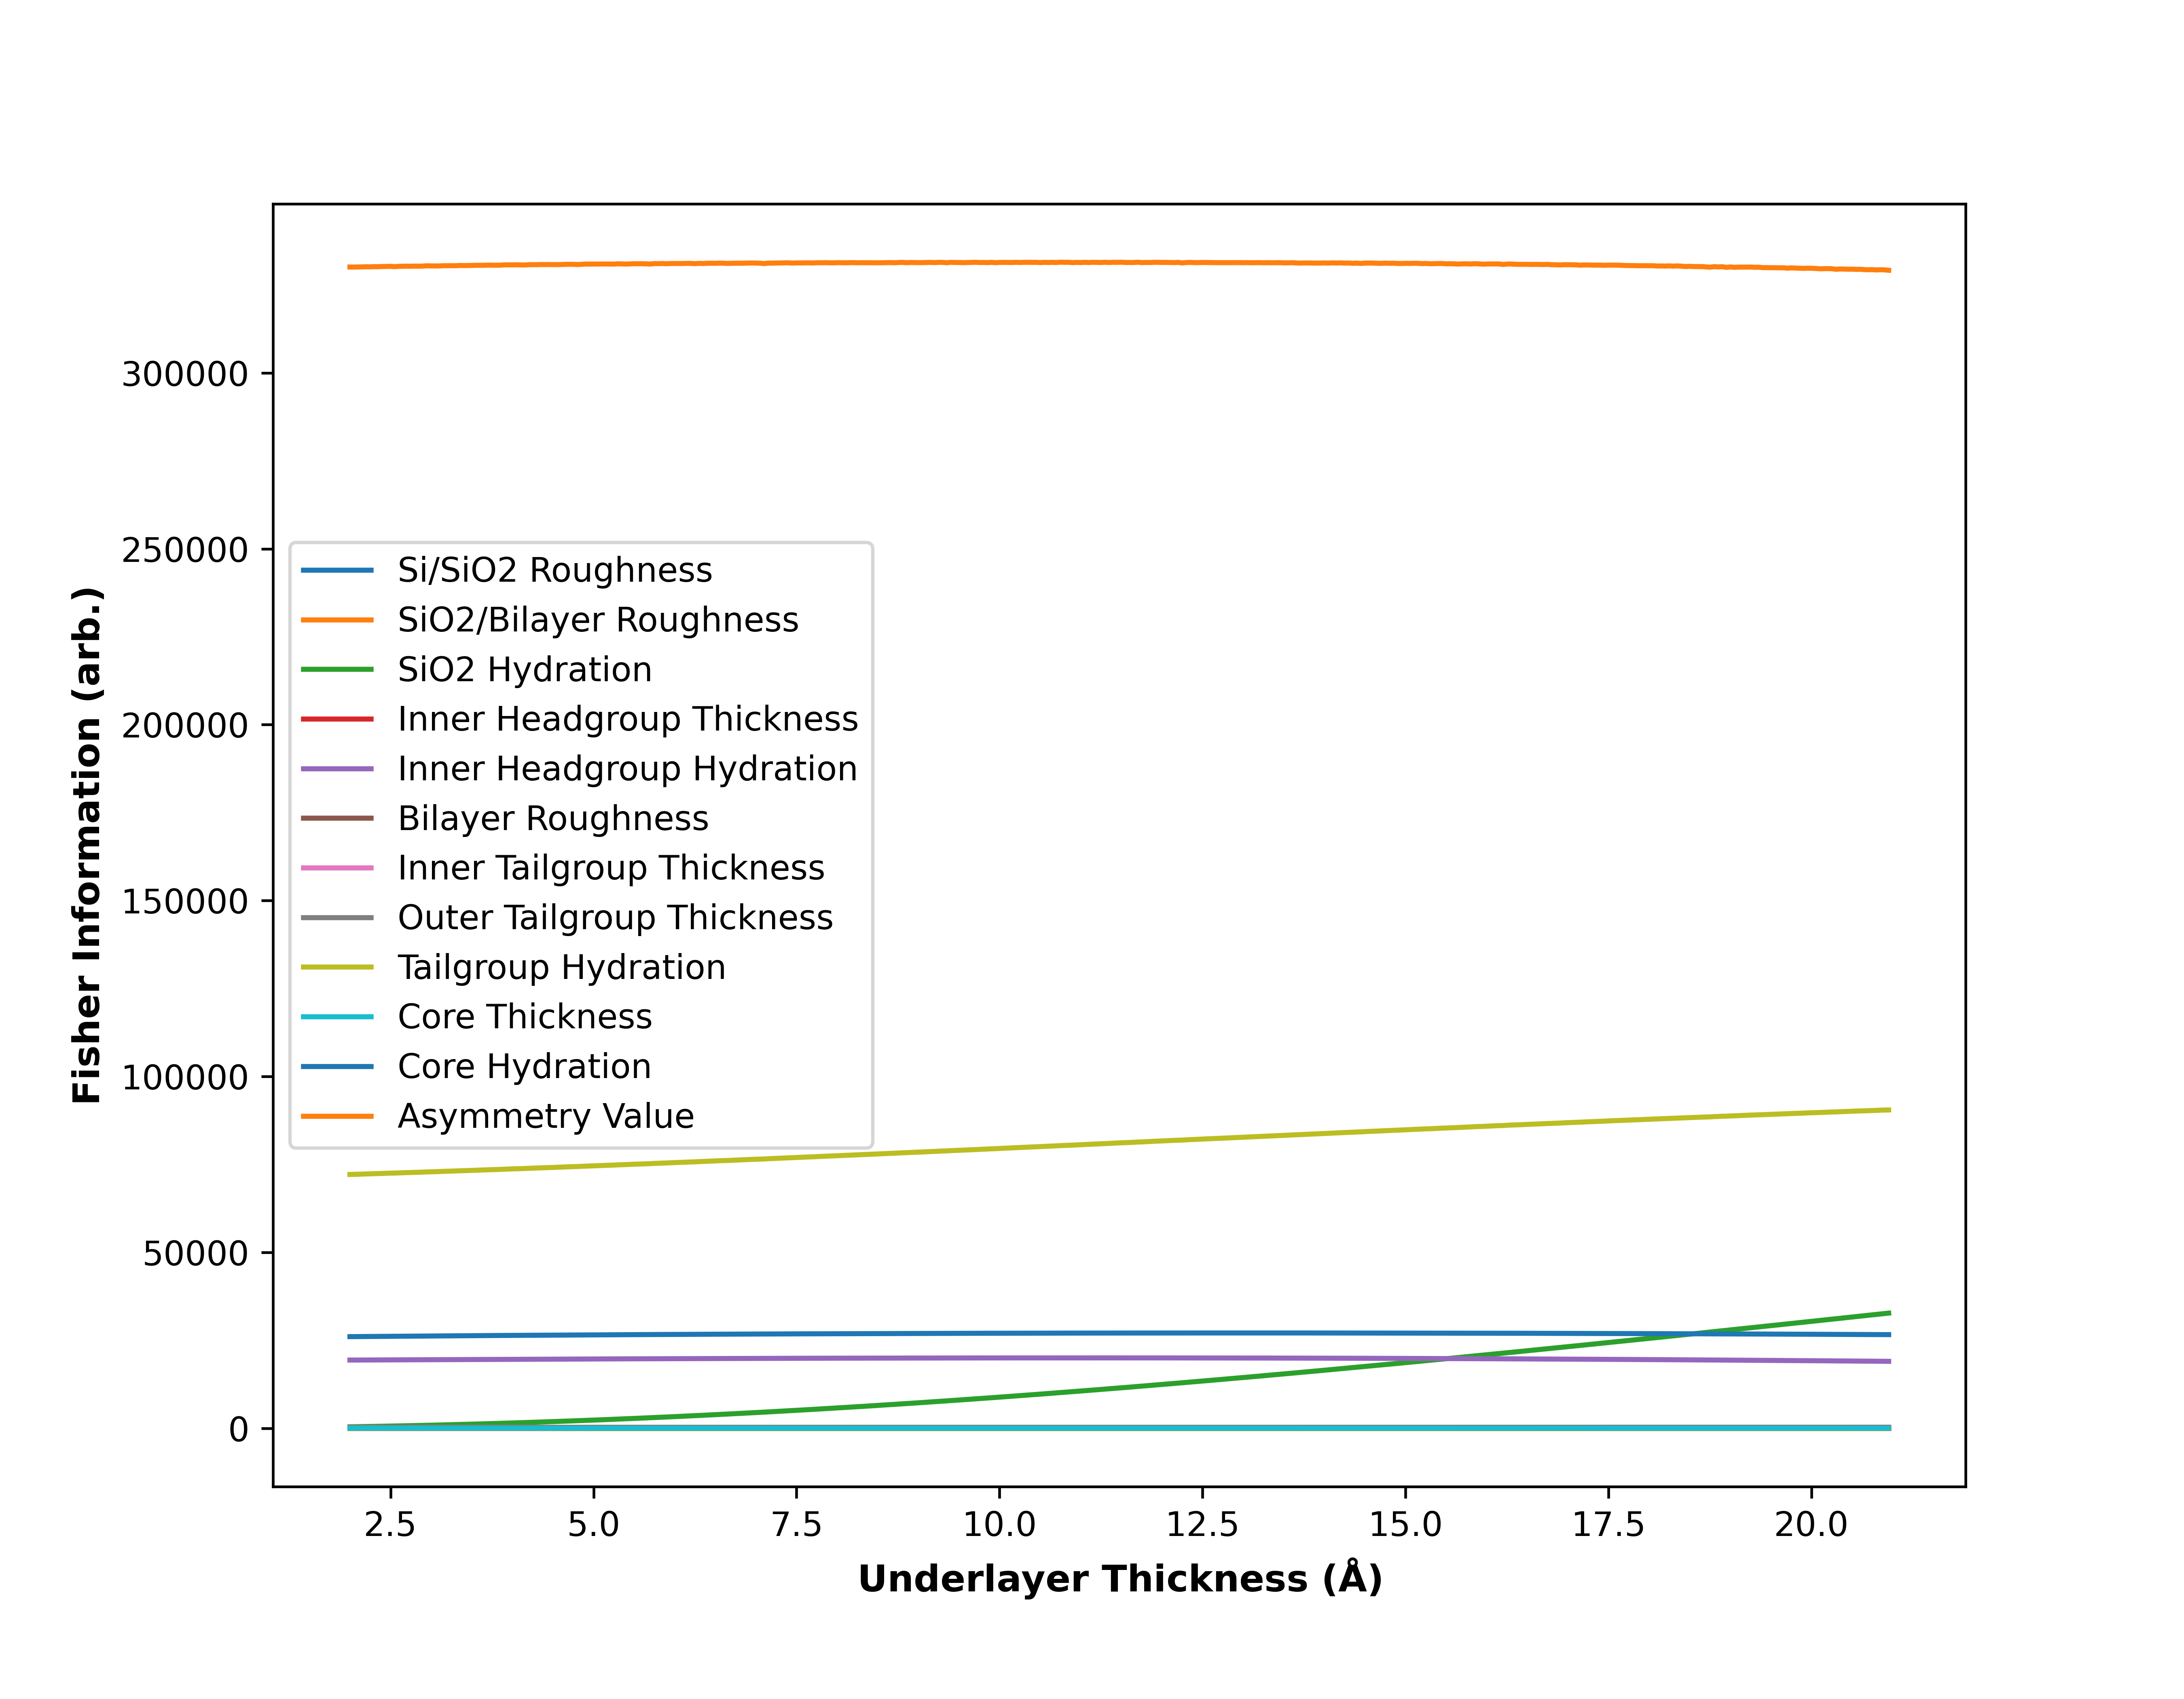 300000
250000
200000
150000
100000
50000
0
Fisher Information (arb.)
Si/SiO2 Roughness
SiO2/Bilayer Roughness
SiO2 Hydration
Inner Headgroup Thickness
Inner Headgroup Hydration
Bilayer Roughness
Inner Tailgroup Thickness
Outer Tailgroup Thickness
Tailgroup Hydration
Core Thickness
Core Hydration
Asymmetry Value
2.5 5.0 7.5 10.0 12.5 15.0 17.5 20.0
Underlayer Thickness (Å)